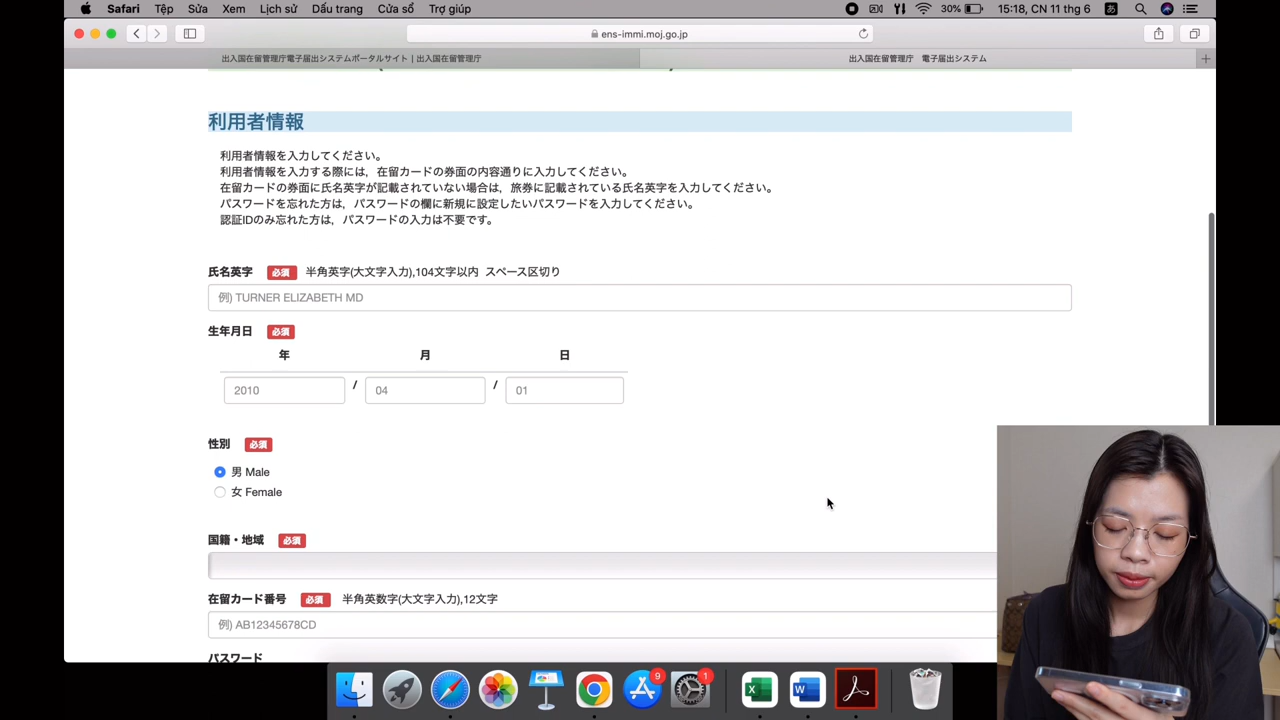 Safari Tệp Sửa Xem Lịch sử Dấu trang Cửa sổ Trợ giúp 30% 15:18, CN 11 thg 6 あ
ens-immi.moj.go.jp
出入国在留管理庁電子届出システムポータルサイト | 出入国在留管理庁 出入国在留管理庁 電子届出システム
利用者情報
利用者情報を入力してください。
利用者情報を入力する際には，在留カードの券面の内容通りに入力してください。
在留カードの券面に氏名英字が記載されていない場合は，旅券に記載されている氏名英字を入力してください。
パスワードを忘れた方は，パスワードの欄に新規に設定したいパスワードを入力してください。
認証IDのみ忘れた方は，パスワードの入力は不要です。
氏名英字 必須 半角英字(大文字入力),104文字以内 スペース区切り
例) TURNER ELIZABETH MD
生年月日 必須
年 月 日
2010 / 04 / 01
性別 必須
男 Male
女 Female
国籍・地域 必須
在留カード番号 必須 半角英数字(大文字入力),12文字
例) AB12345678CD
パスワード
9 1